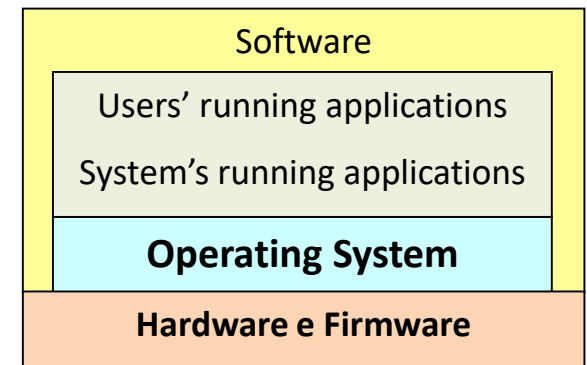 Software
Users’ running applications
System’s running applications
Operating System
Hardware e Firmware